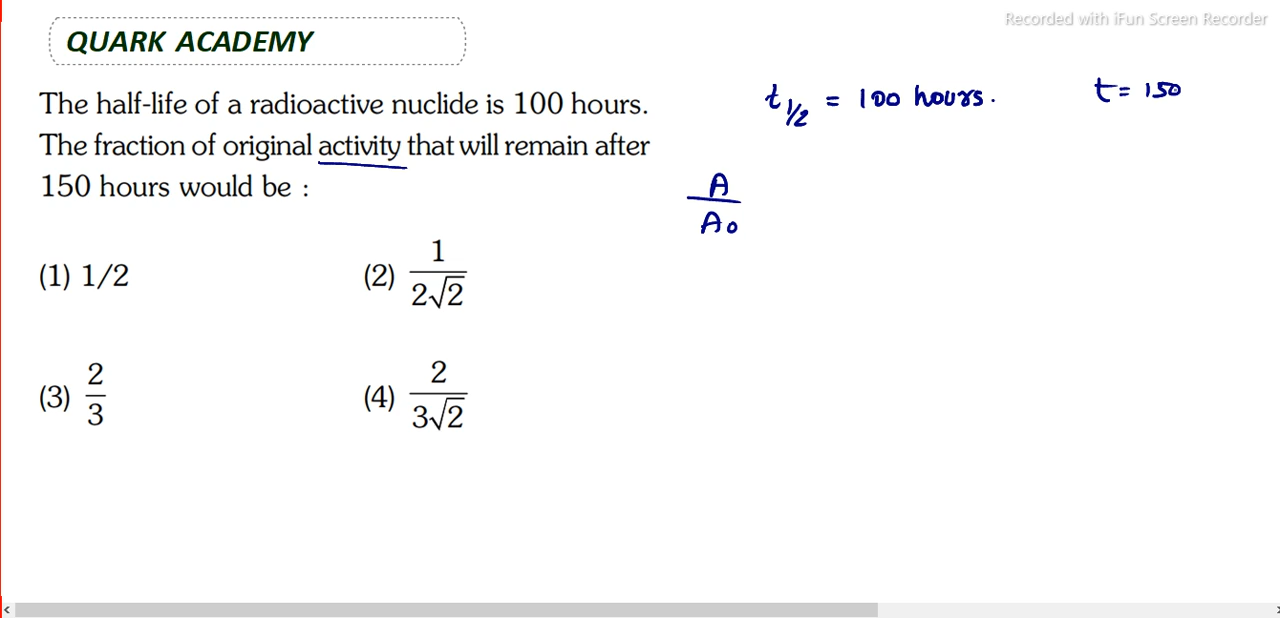 Recorded with iFun Screen Recorder
QUARK ACADEMY
The half-life of a radioactive nuclide is 100 hours.
The fraction of original activity that will remain after
150 hours would be :
(1) 1/2
(2) 1/2√2
(3) 2/3
(4) 2/3√2
t1/2 = 100 hours.
t = 150
A/A0